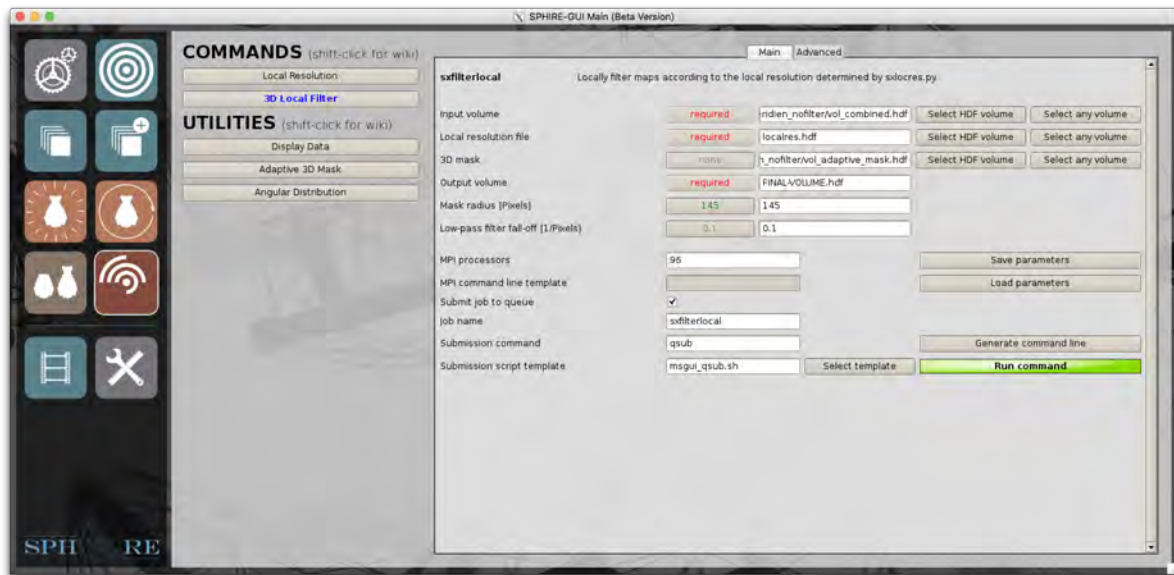 SPHIRE-GUI Main (Beta Version)
COMMANDS (shift-click for wiki)
Local Resolution
3D Local Filter
UTILITIES (shift-click for wiki)
Display Data
Adaptive 3D Mask
Angular Distribution
SPH RE
Main Advanced
sxfilterlocal Locally filter maps according to the local resolution determined by sxlocres.py.
Input volume required ridien_nofilter/vol_combined.hdf Select HDF volume Select any volume
Local resolution file required localres.hdf Select HDF volume Select any volume
3D mask none n_nofilter/vol_adaptive_mask.hdf Select HDF volume Select any volume
Output volume required FINAL-VOLUME.hdf
Mask radius [Pixels] 145 145
Low-pass filter fall-off [1/Pixels] 0.1 0.1
MPI processors 96 Save parameters
MPI command line template Load parameters
Submit job to queue
Job name sxfilterlocal
Submission command qsub Generate command line
Submission script template msgui_qsub.sh Select template Run command